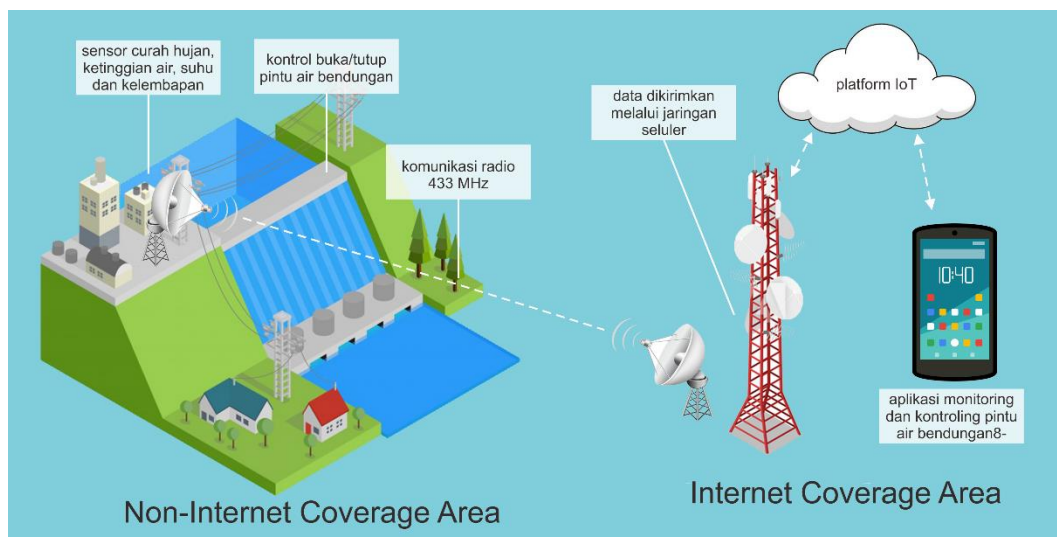 sensor curah hujan,
ketinggian air, suhu
dan kelembapan
kontrol buka/tutup
pintu air bendungan
komunikasi radio
433 MHz
data dikirimkan
melalui jaringan
seluler
platform IoT
10:40
aplikasi monitoring
dan kontroling pintu
air bendungan8-
Non-Internet Coverage Area
Internet Coverage Area